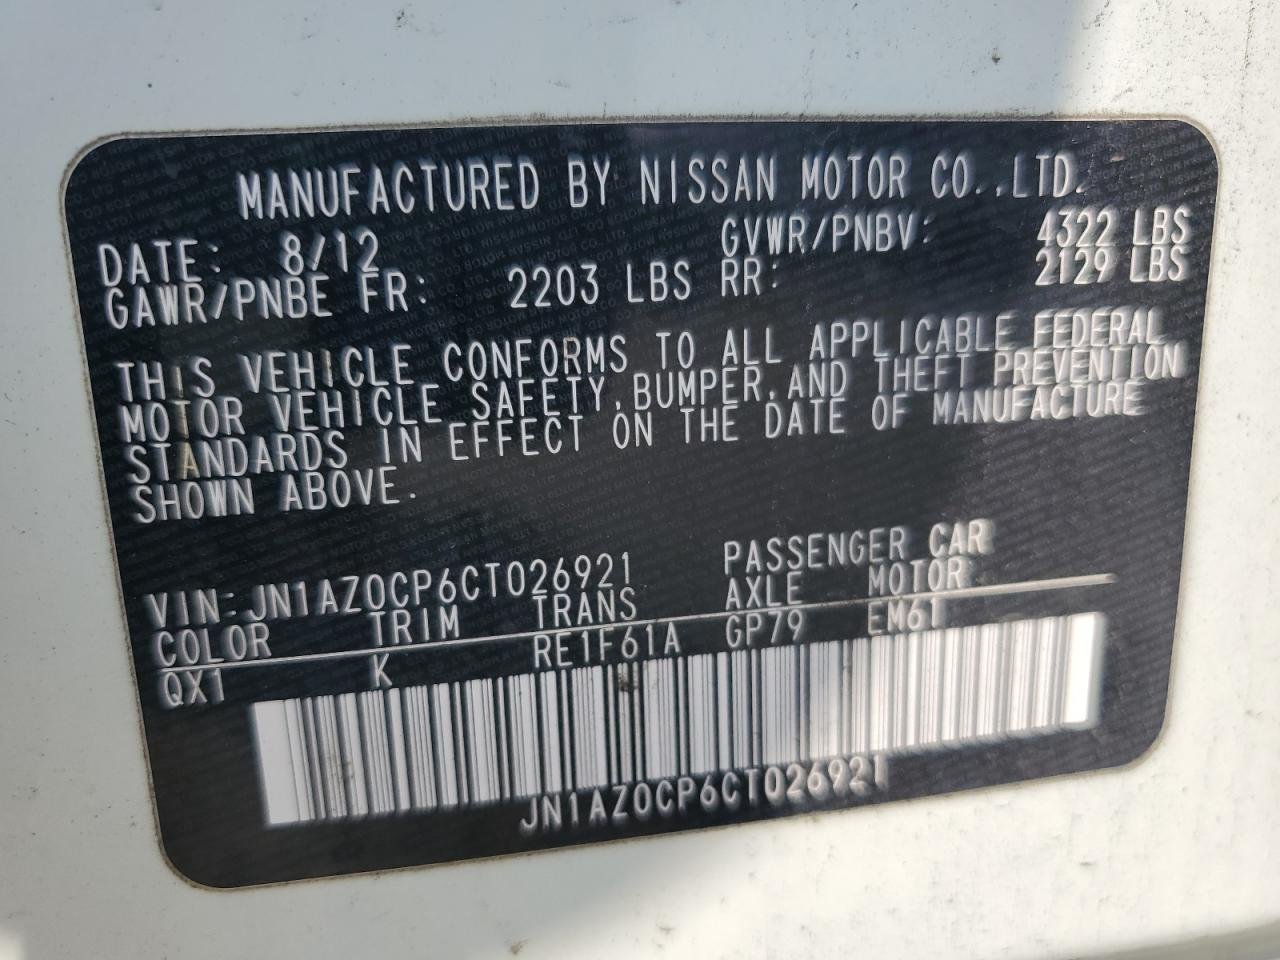 MANUFACTURED BY NISSAN MOTOR CO.,LTD.
DATE: 8/12 GVWR/PNBV: 4322 LBS
GAWR/PNBE FR: 2203 LBS RR: 2129 LBS
THIS VEHICLE CONFORMS TO ALL APPLICABLE FEDERAL
MOTOR VEHICLE SAFETY,BUMPER,AND THEFT PREVENTION
STANDARDS IN EFFECT ON THE DATE OF MANUFACTURE
SHOWN ABOVE.
VIN:JN1AZ0CP6CT026921 PASSENGER CAR
COLOR TRIM TRANS AXLE MOTOR
QX1 K RE1F61A GP79 EM61
JN1AZ0CP6CT026921